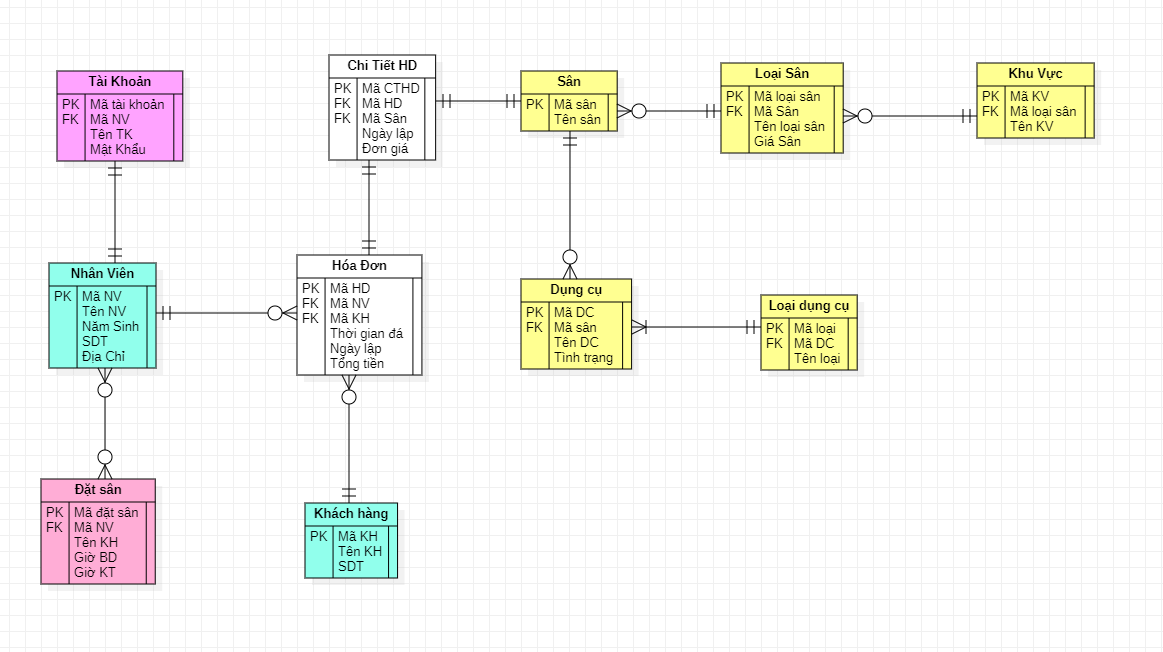 Tài Khoản
PK Mã tài khoản
FK Mã NV
Tên TK
Mật Khẩu
Chi Tiết HD
PK Mã CTHD
FK Mã HD
FK Mã Sân
Ngày lập
Đơn giá
Sân
PK Mã sân
Tên sân
Loại Sân
PK Mã loại sân
FK Mã Sân
Tên loại sân
Giá Sân
Khu Vực
PK Mã KV
FK Mã loại sân
Tên KV
Nhân Viên
PK Mã NV
Tên NV
Năm Sinh
SDT
Địa Chỉ
Hóa Đơn
PK Mã HD
FK Mã NV
FK Mã KH
Thời gian đá
Ngày lập
Tổng tiền
Dụng cụ
PK Mã DC
FK Mã sân
Tên DC
Tình trạng
Loại dụng cụ
PK Mã loại
FK Mã DC
Tên loại
Đặt sân
PK Mã đặt sân
FK Mã NV
Tên KH
Giờ BD
Giờ KT
Khách hàng
PK Mã KH
Tên KH
SDT